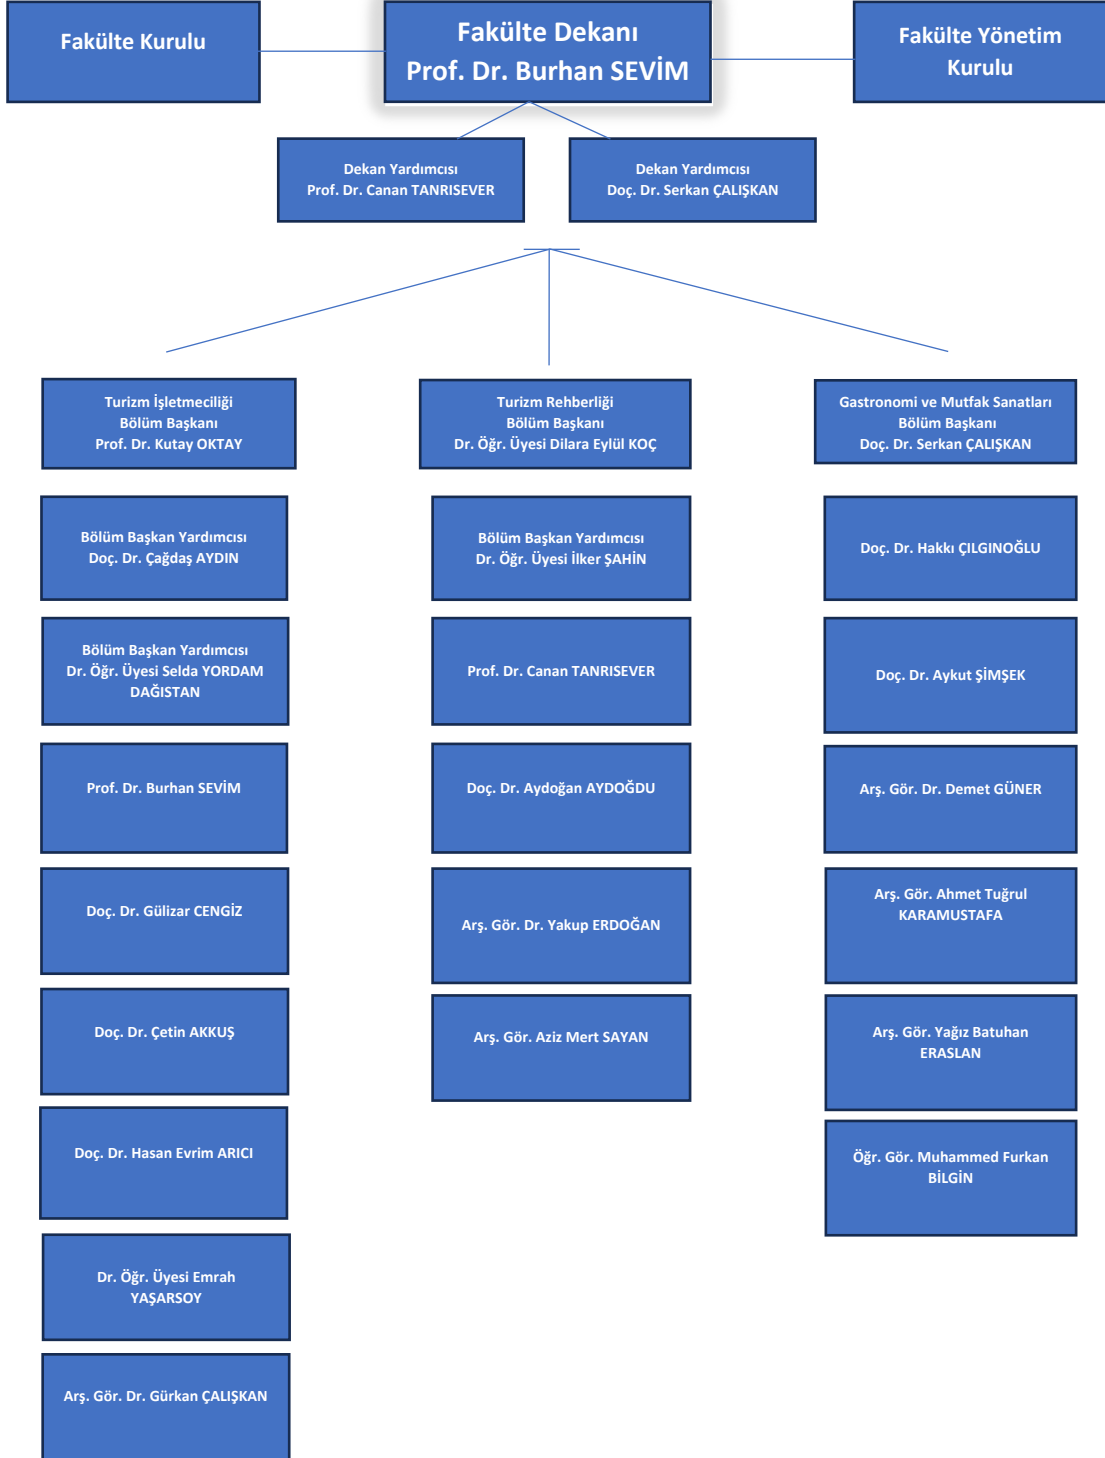 Fakülte Kurulu
Fakülte Dekanı
Prof. Dr. Burhan SEVİM
Fakülte Yönetim
Kurulu
Dekan Yardımcısı
Prof. Dr. Canan TANRISEVER
Dekan Yardımcısı
Doç. Dr. Serkan ÇALIŞKAN
Turizm İşletmeciliği
Bölüm Başkanı
Prof. Dr. Kutay OKTAY
Bölüm Başkan Yardımcısı
Doç. Dr. Çağdaş AYDIN
Bölüm Başkan Yardımcısı
Dr. Öğr. Üyesi Selda YORDAM
DAĞISTAN
Prof. Dr. Burhan SEVİM
Doç. Dr. Gülizar CENGİZ
Doç. Dr. Çetin AKKUŞ
Doç. Dr. Hasan Evrim ARICI
Dr. Öğr. Üyesi Emrah
YAŞARSOY
Arş. Gör. Dr. Gürkan ÇALIŞKAN
Turizm Rehberliği
Bölüm Başkanı
Dr. Öğr. Üyesi Dilara Eylül KOÇ
Bölüm Başkan Yardımcısı
Dr. Öğr. Üyesi İlker ŞAHİN
Prof. Dr. Canan TANRISEVER
Doç. Dr. Aydoğan AYDOĞDU
Arş. Gör. Dr. Yakup ERDOĞAN
Arş. Gör. Aziz Mert SAYAN
Gastronomi ve Mutfak Sanatları
Bölüm Başkanı
Doç. Dr. Serkan ÇALIŞKAN
Doç. Dr. Hakkı ÇILGINOĞLU
Doç. Dr. Aykut ŞİMŞEK
Arş. Gör. Dr. Demet GÜNER
Arş. Gör. Ahmet Tuğrul
KARAMUSTAFA
Arş. Gör. Yağız Batuhan
ERASLAN
Öğr. Gör. Muhammed Furkan
BİLGİN